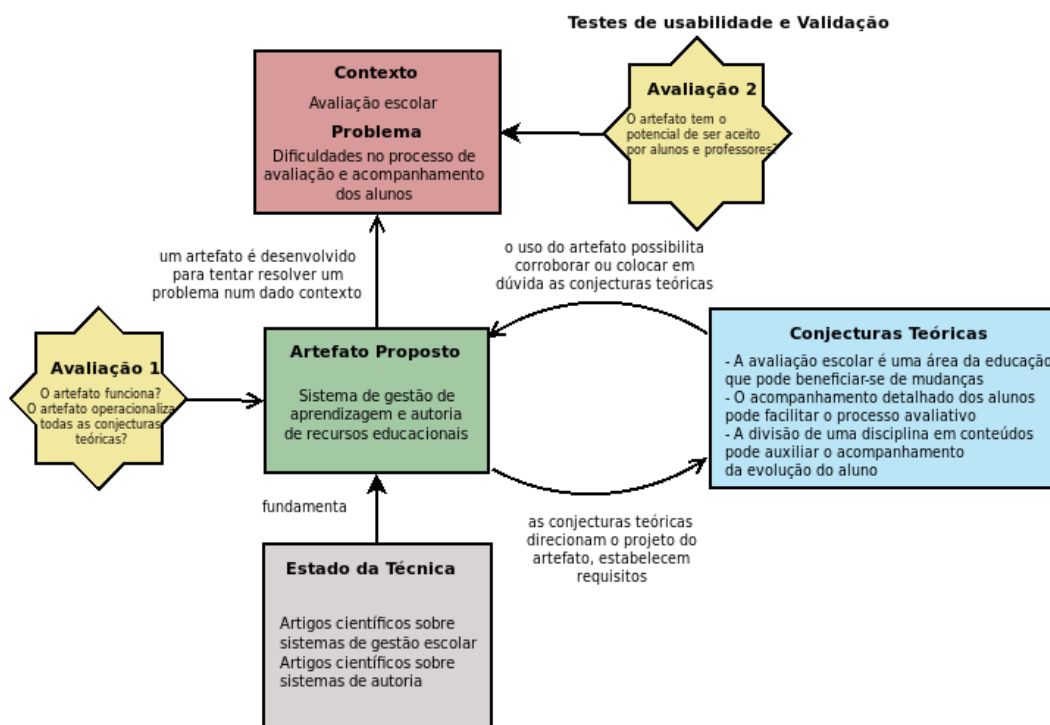 Testes de usabilidade e Validação
Contexto
Avaliação escolar
Problema
Dificuldades no processo de
avaliação e acompanhamento
dos alunos
Avaliação 2
O artefato tem o
potencial de ser aceito
por alunos e professores?
um artefato é desenvolvido
para tentar resolver um
problema num dado contexto
o uso do artefato possibilita
corroborar ou colocar em
dúvida as conjecturas teóricas
Avaliação 1
O artefato funciona?
O artefato operacionaliza
todas as conjecturas
teóricas?
Artefato Proposto
Sistema de gestão de
aprendizagem e autoria
de recursos educacionais
Conjecturas Teóricas
- A avaliação escolar é uma área da educação
que pode beneficiar-se de mudanças
- O acompanhamento detalhado dos alunos
pode facilitar o processo avaliativo
- A divisão de uma disciplina em conteúdos
pode auxiliar o acompanhamento
da evolução do aluno
fundamenta
as conjecturas teóricas
direcionam o projeto do
artefato, estabelecem
requisitos
Estado da Técnica
Artigos científicos sobre
sistemas de gestão escolar
Artigos científicos sobre
sistemas de autoria